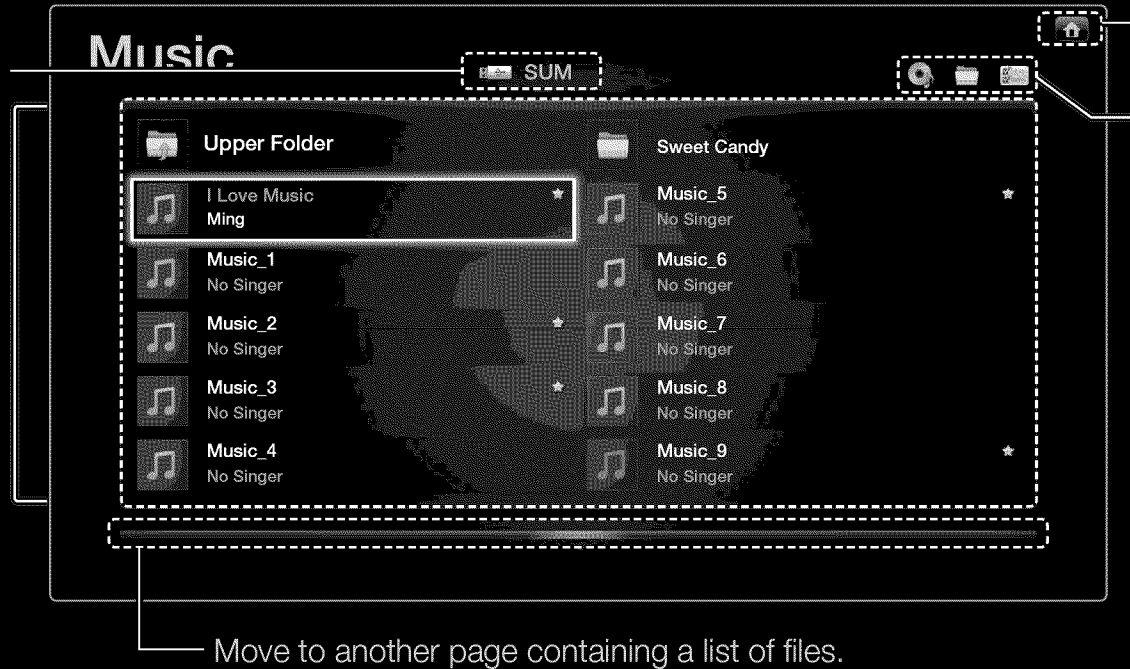 Music
SUM
Upper Folder
I Love Music
Ming
Music_1
No Singer
Music_2
No Singer
Music_3
No Singer
Music_4
No Singer
Sweet Candy
Music_5
No Singer
Music_6
No Singer
Music_7
No Singer
Music_8
No Singer
Music_9
No Singer
Move to another page containing a list of files.